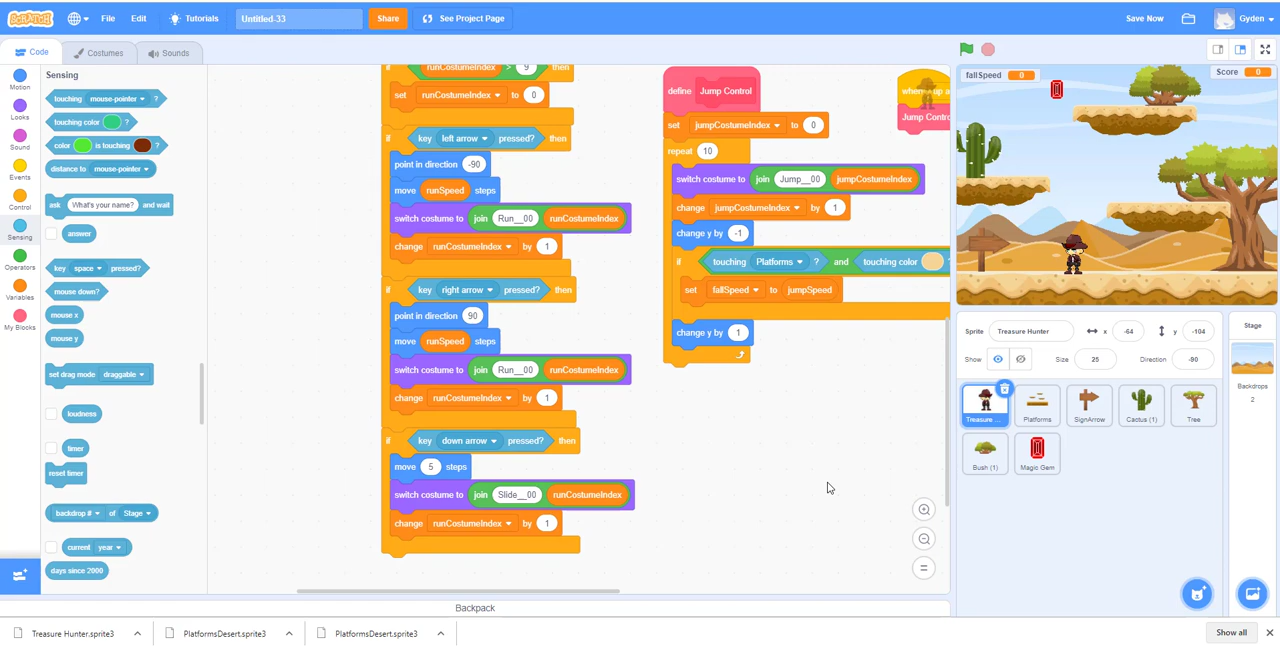 SCRATCH File Edit Tutorials Untitled-33 Share See Project Page Save Now Gyden
Code Costumes Sounds
Motion
Looks
Sound
Events
Control
Sensing
Operators
Variables
My Blocks
Sensing
touching mouse-pointer ?
touching color ?
color is touching ?
distance to mouse-pointer
ask What's your name? and wait
answer
key space pressed?
mouse down?
mouse x
mouse y
set drag mode draggable
loudness
timer
reset timer
backdrop # of Stage
current year
days since 2000
if runCostumeIndex > 9 then
set runCostumeIndex to 0
if key left arrow pressed? then
point in direction -90
move runSpeed steps
switch costume to join Run__00 runCostumeIndex
change runCostumeIndex by 1
if key right arrow pressed? then
point in direction 90
move runSpeed steps
switch costume to join Run__00 runCostumeIndex
change runCostumeIndex by 1
if key down arrow pressed? then
move 5 steps
switch costume to join Slide__00 runCostumeIndex
change runCostumeIndex by 1
define Jump Control
set jumpCostumeIndex to 0
repeat 10
switch costume to join Jump__00 jumpCostumeIndex
change jumpCostumeIndex by 1
change y by -1
if touching Platforms ? and touching color ?
set fallSpeed to jumpSpeed
change y by 1
when
Jump Contro
fallSpeed 0
Score 0
Sprite Treasure Hunter x -64 y -104
Show Size 25 Direction -90
Treasure ...
Platforms
SignArrow
Cactus (1)
Tree
Bush (1)
Magic Gem
Stage
Backdrops
2
Backpack
Treasure Hunter.sprite3 PlatformsDesert.sprite3 PlatformsDesert.sprite3 Show all